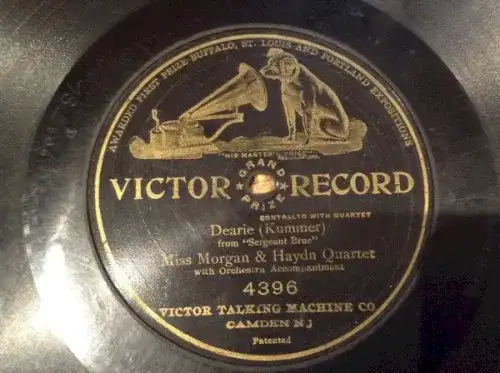 AWARDED FIRST PRIZE BUFFALO, ST. LOUIS AND PORTLAND EXPOSITIONS
"HIS MASTER'S VOICE"
GRAND PRIZE
VICTOR RECORD
CONTRALTO WITH QUARTET
Dearie (Kummer)
from "Sergeant Brue"
Miss Morgan & Haydn Quartet
with Orchestra Accompaniment
4396
VICTOR TALKING MACHINE CO
CAMDEN NJ
Patented